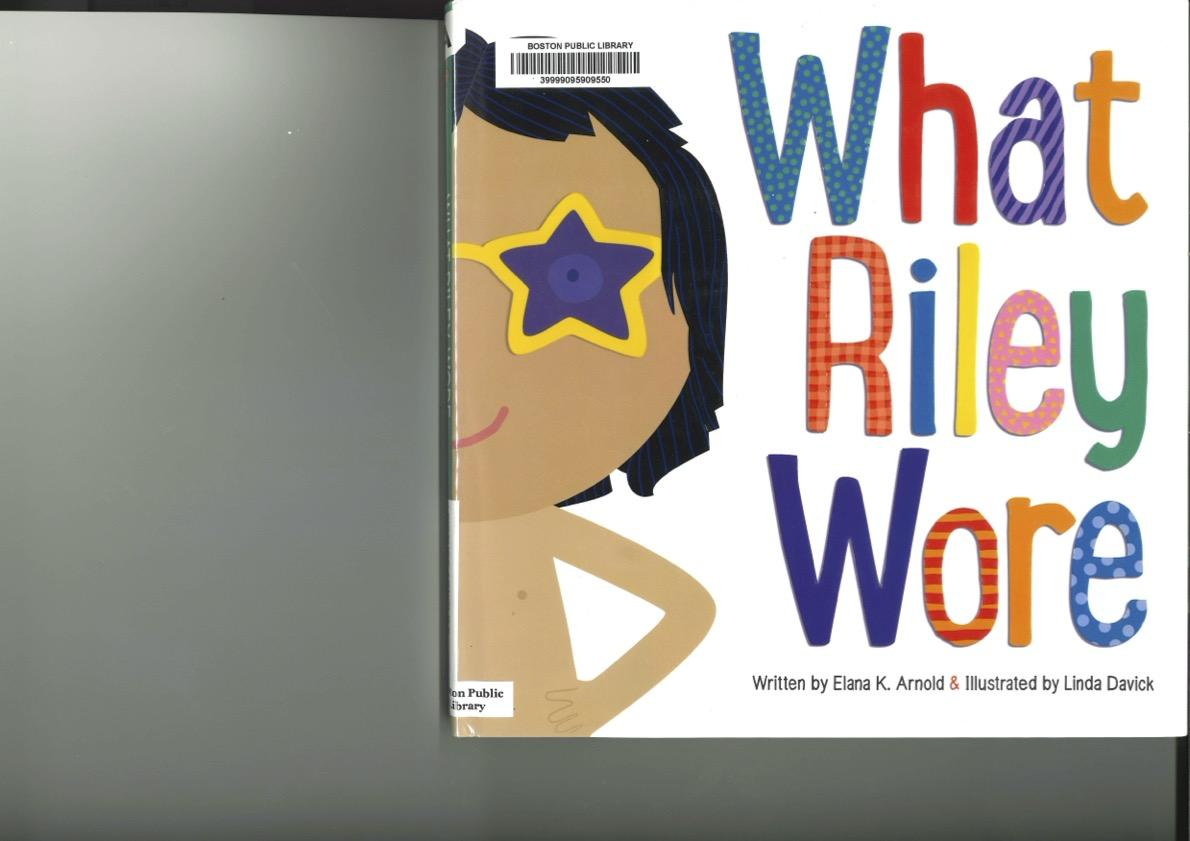 BOSTON PUBLIC LIBRARY
39999095909550
What
Riley
Wore
Written by Elana K. Arnold & Illustrated by Linda Davick
on Public
ibrary